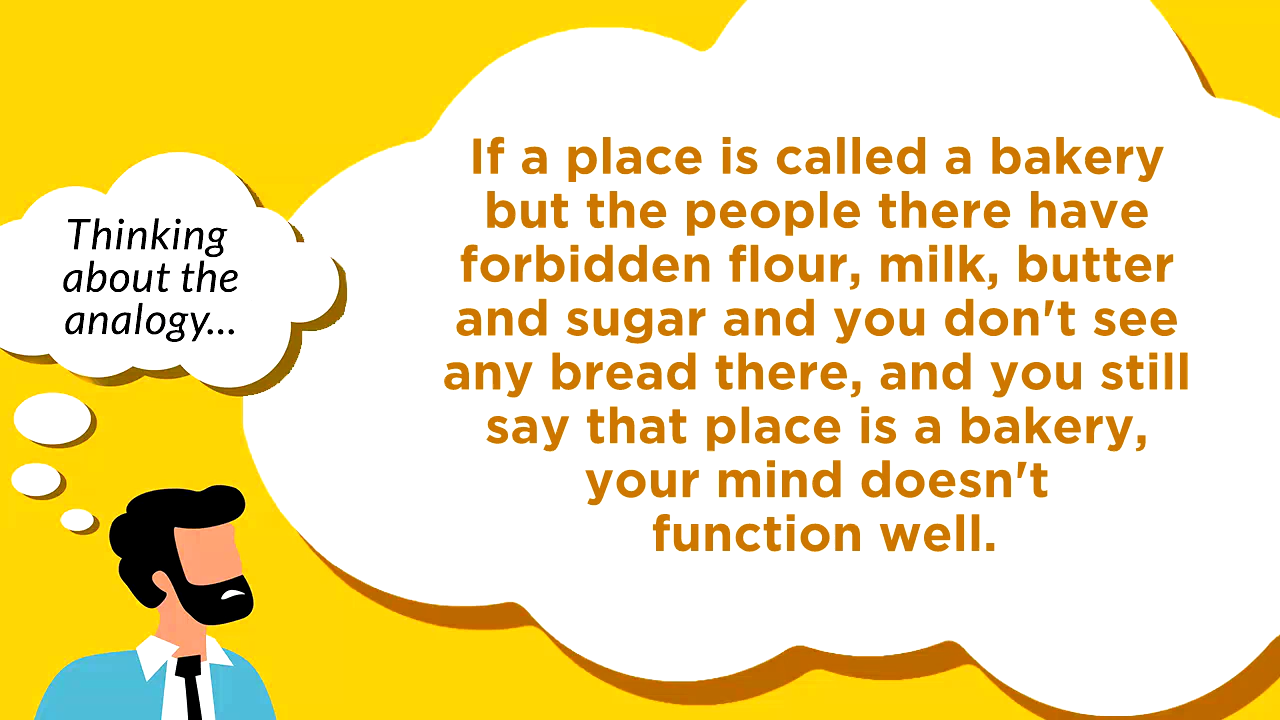 Thinking
about the
analogy...
If a place is called a bakery
but the people there have
forbidden flour, milk, butter
and sugar and you don't see
any bread there, and you still
say that place is a bakery,
your mind doesn't
function well.